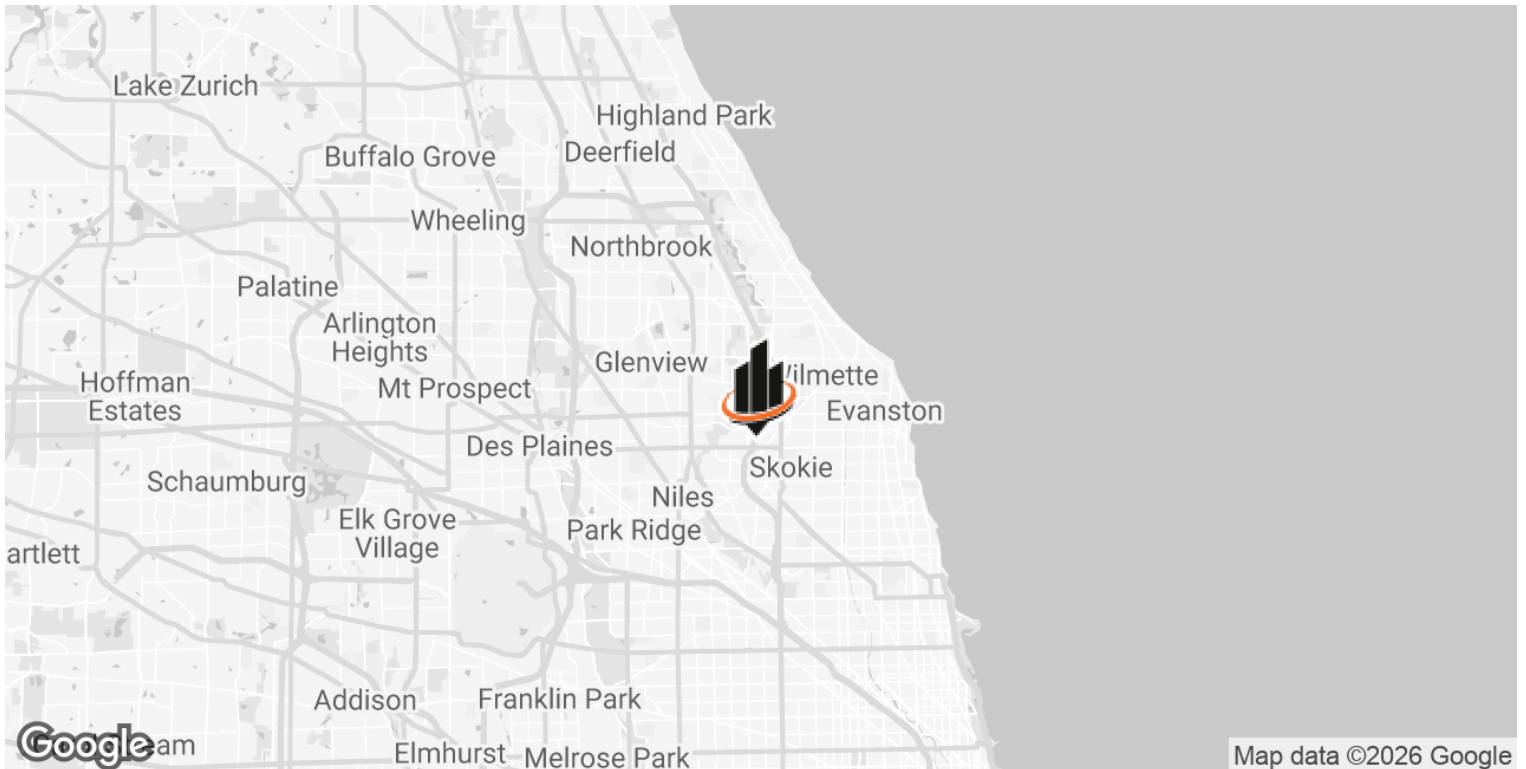 Lake Zurich
Highland Park
Deerfield
Buffalo Grove
Wheeling
Northbrook
Palatine
Arlington
Heights
Glenview
Wilmette
Hoffman
Estates
Mt Prospect
Evanston
Des Plaines
Skokie
Schaumburg
Niles
Elk Grove
Village
Park Ridge
artlett
Addison
Franklin Park
Google
eam
Elmhurst
Melrose Park
Map data ©2026 Google